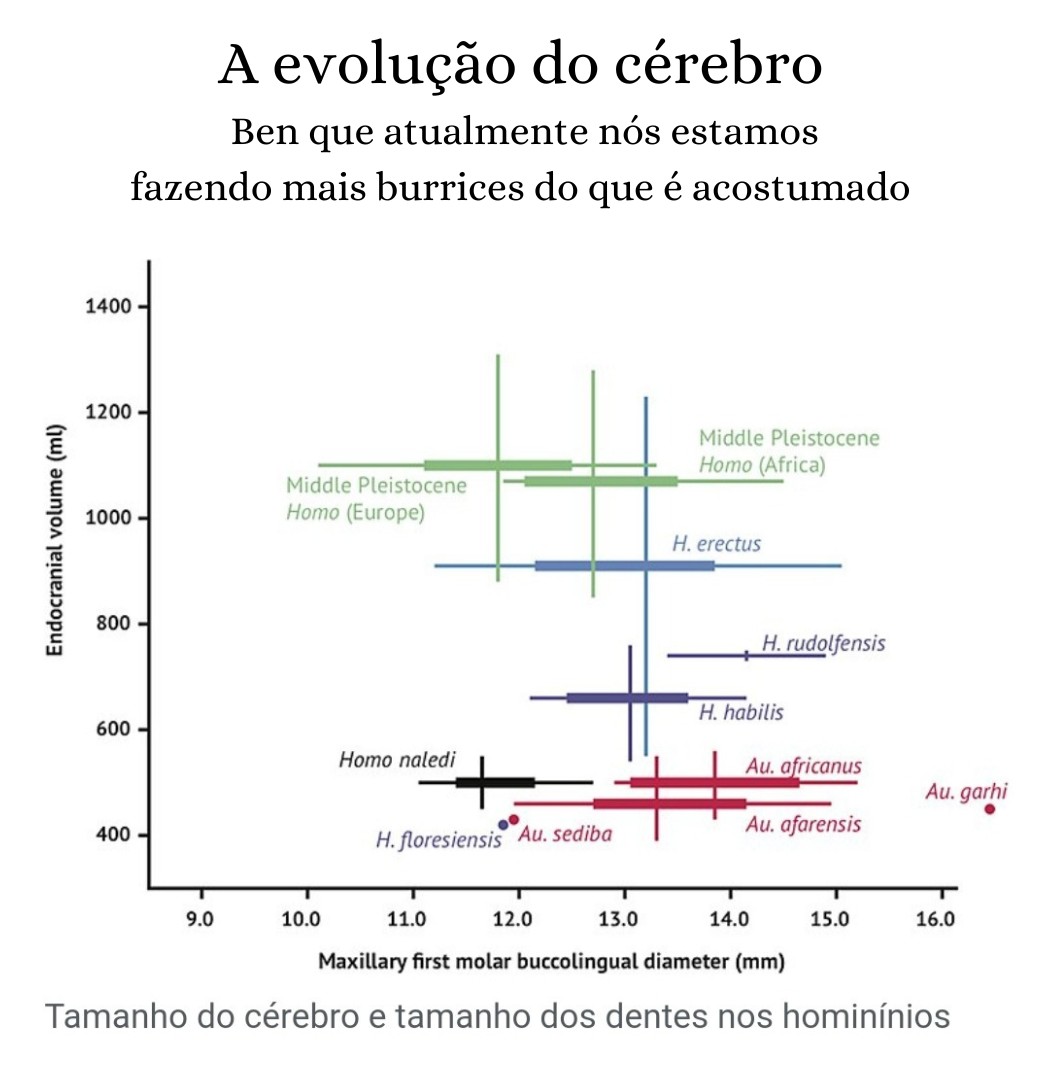 A evolução do cérebro
Ben que atualmente nós estamos
fazendo mais burrices do que é acostumado
1400
1200
1000
800
600
400
Endocranial volume (ml)
Middle Pleistocene
Homo (Africa)
Middle Pleistocene
Homo (Europe)
H. erectus
H. rudolfensis
H. habilis
Homo naledi
Au. africanus
Au. garhi
Au. afarensis
H. floresiensis
Au. sediba
9.0 10.0 11.0 12.0 13.0 14.0 15.0 16.0
Maxillary first molar buccolingual diameter (mm)
Tamanho do cérebro e tamanho dos dentes nos hominínios